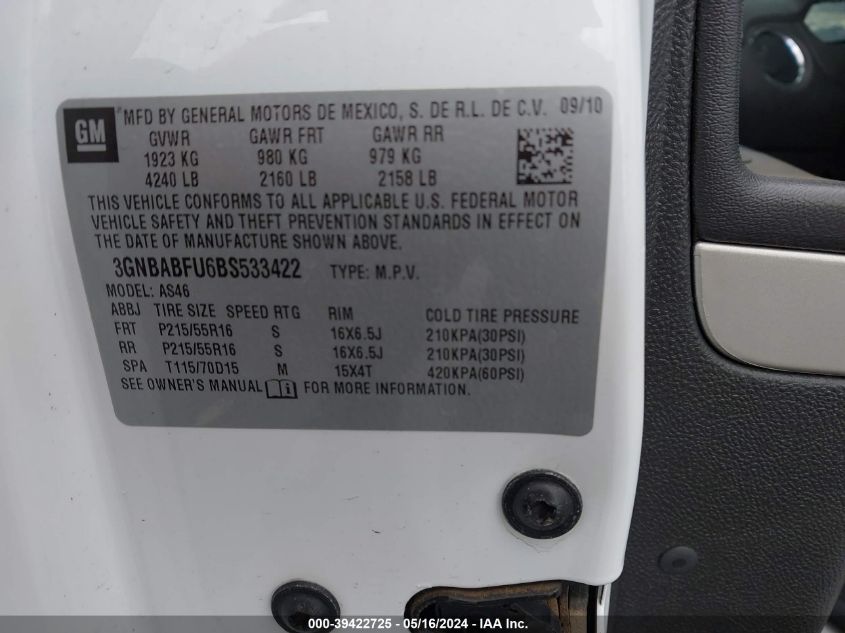 GM
MFD BY GENERAL MOTORS DE MEXICO, S. DE R.L. DE C.V. 09/10
GVWR GAWR FRT GAWR RR
1923 KG 980 KG 979 KG
4240 LB 2160 LB 2158 LB
THIS VEHICLE CONFORMS TO ALL APPLICABLE U.S. FEDERAL MOTOR
VEHICLE SAFETY AND THEFT PREVENTION STANDARDS IN EFFECT ON
THE DATE OF MANUFACTURE SHOWN ABOVE.
3GNBABFU6BS533422 TYPE: M.P.V.
MODEL: AS46
ABBJ TIRE SIZE SPEED RTG RIM COLD TIRE PRESSURE
FRT P215/55R16 S 16X6.5J 210KPA(30PSI)
RR P215/55R16 S 16X6.5J 210KPA(30PSI)
SPA T115/70D15 M 15X4T 420KPA(60PSI)
SEE OWNER'S MANUAL FOR MORE INFORMATION.
000-39422725 - 05/16/2024 - IAA Inc.